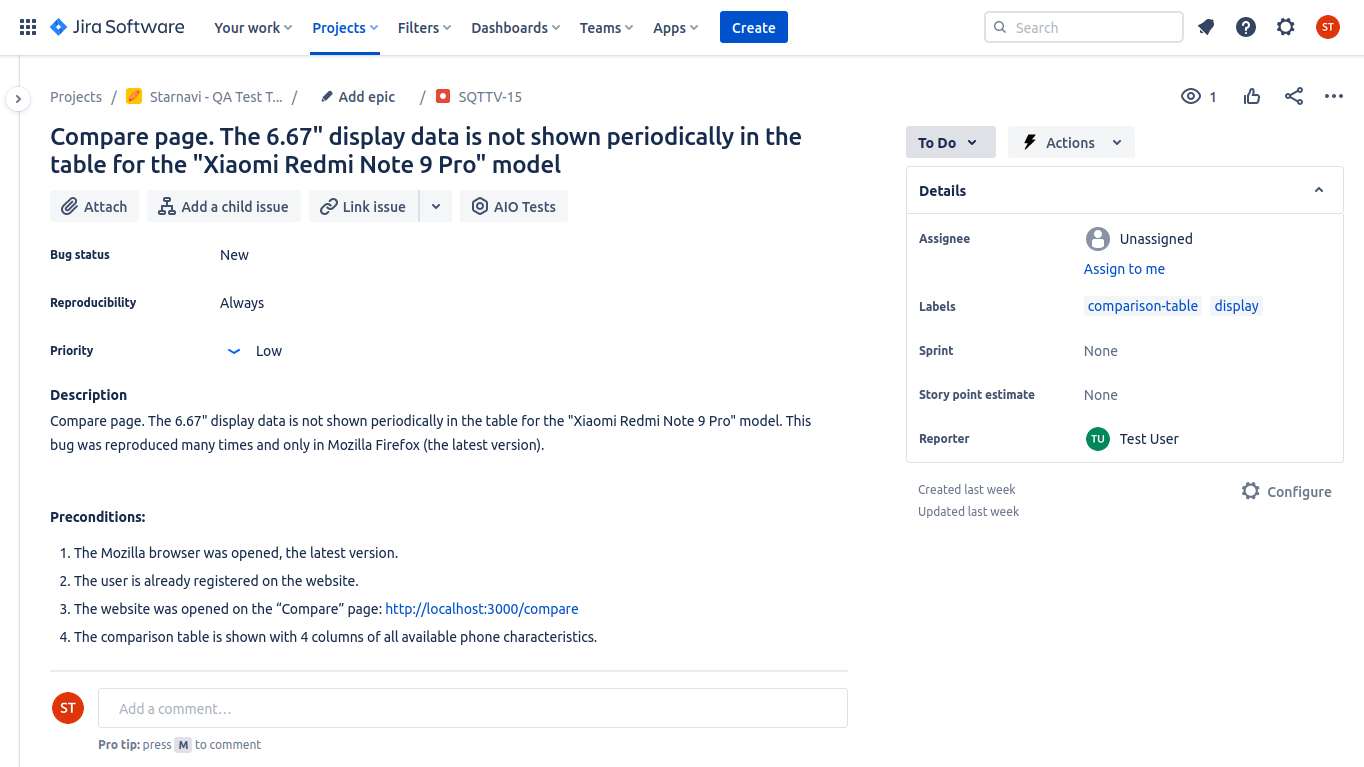 Jira Software Your work Projects Filters Dashboards Teams Apps Create Search ST
Projects / Starnavi - QA Test T... / Add epic / SQTTV-15 1
Compare page. The 6.67" display data is not shown periodically in the
table for the "Xiaomi Redmi Note 9 Pro" model
Attach Add a child issue Link issue AIO Tests
Bug status New
Reproducibility Always
Priority Low
Description
Compare page. The 6.67" display data is not shown periodically in the table for the "Xiaomi Redmi Note 9 Pro" model. This
bug was reproduced many times and only in Mozilla Firefox (the latest version).
Preconditions:
1. The Mozilla browser was opened, the latest version.
2. The user is already registered on the website.
3. The website was opened on the “Compare” page: http://localhost:3000/compare
4. The comparison table is shown with 4 columns of all available phone characteristics.
ST Add a comment…
Pro tip: press M to comment
To Do Actions
Details
Assignee Unassigned
Assign to me
Labels comparison-table display
Sprint None
Story point estimate None
Reporter TU Test User
Created last week Configure
Updated last week